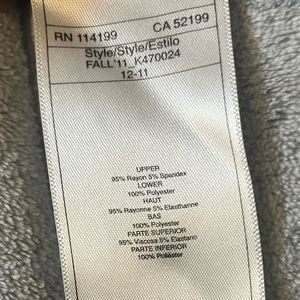 RN 114199 CA 52199
Style/Style/Estilo
FALL'11_K470024
12-11
UPPER
95% Rayon 5% Spandex
LOWER
100% Polyester
HAUT
95% Rayonne 5% Elasthanne
BAS
100% Polyester
PARTE SUPERIOR
95% Viscosa 5% Elastano
PARTE INFERIOR
100% Poliéster